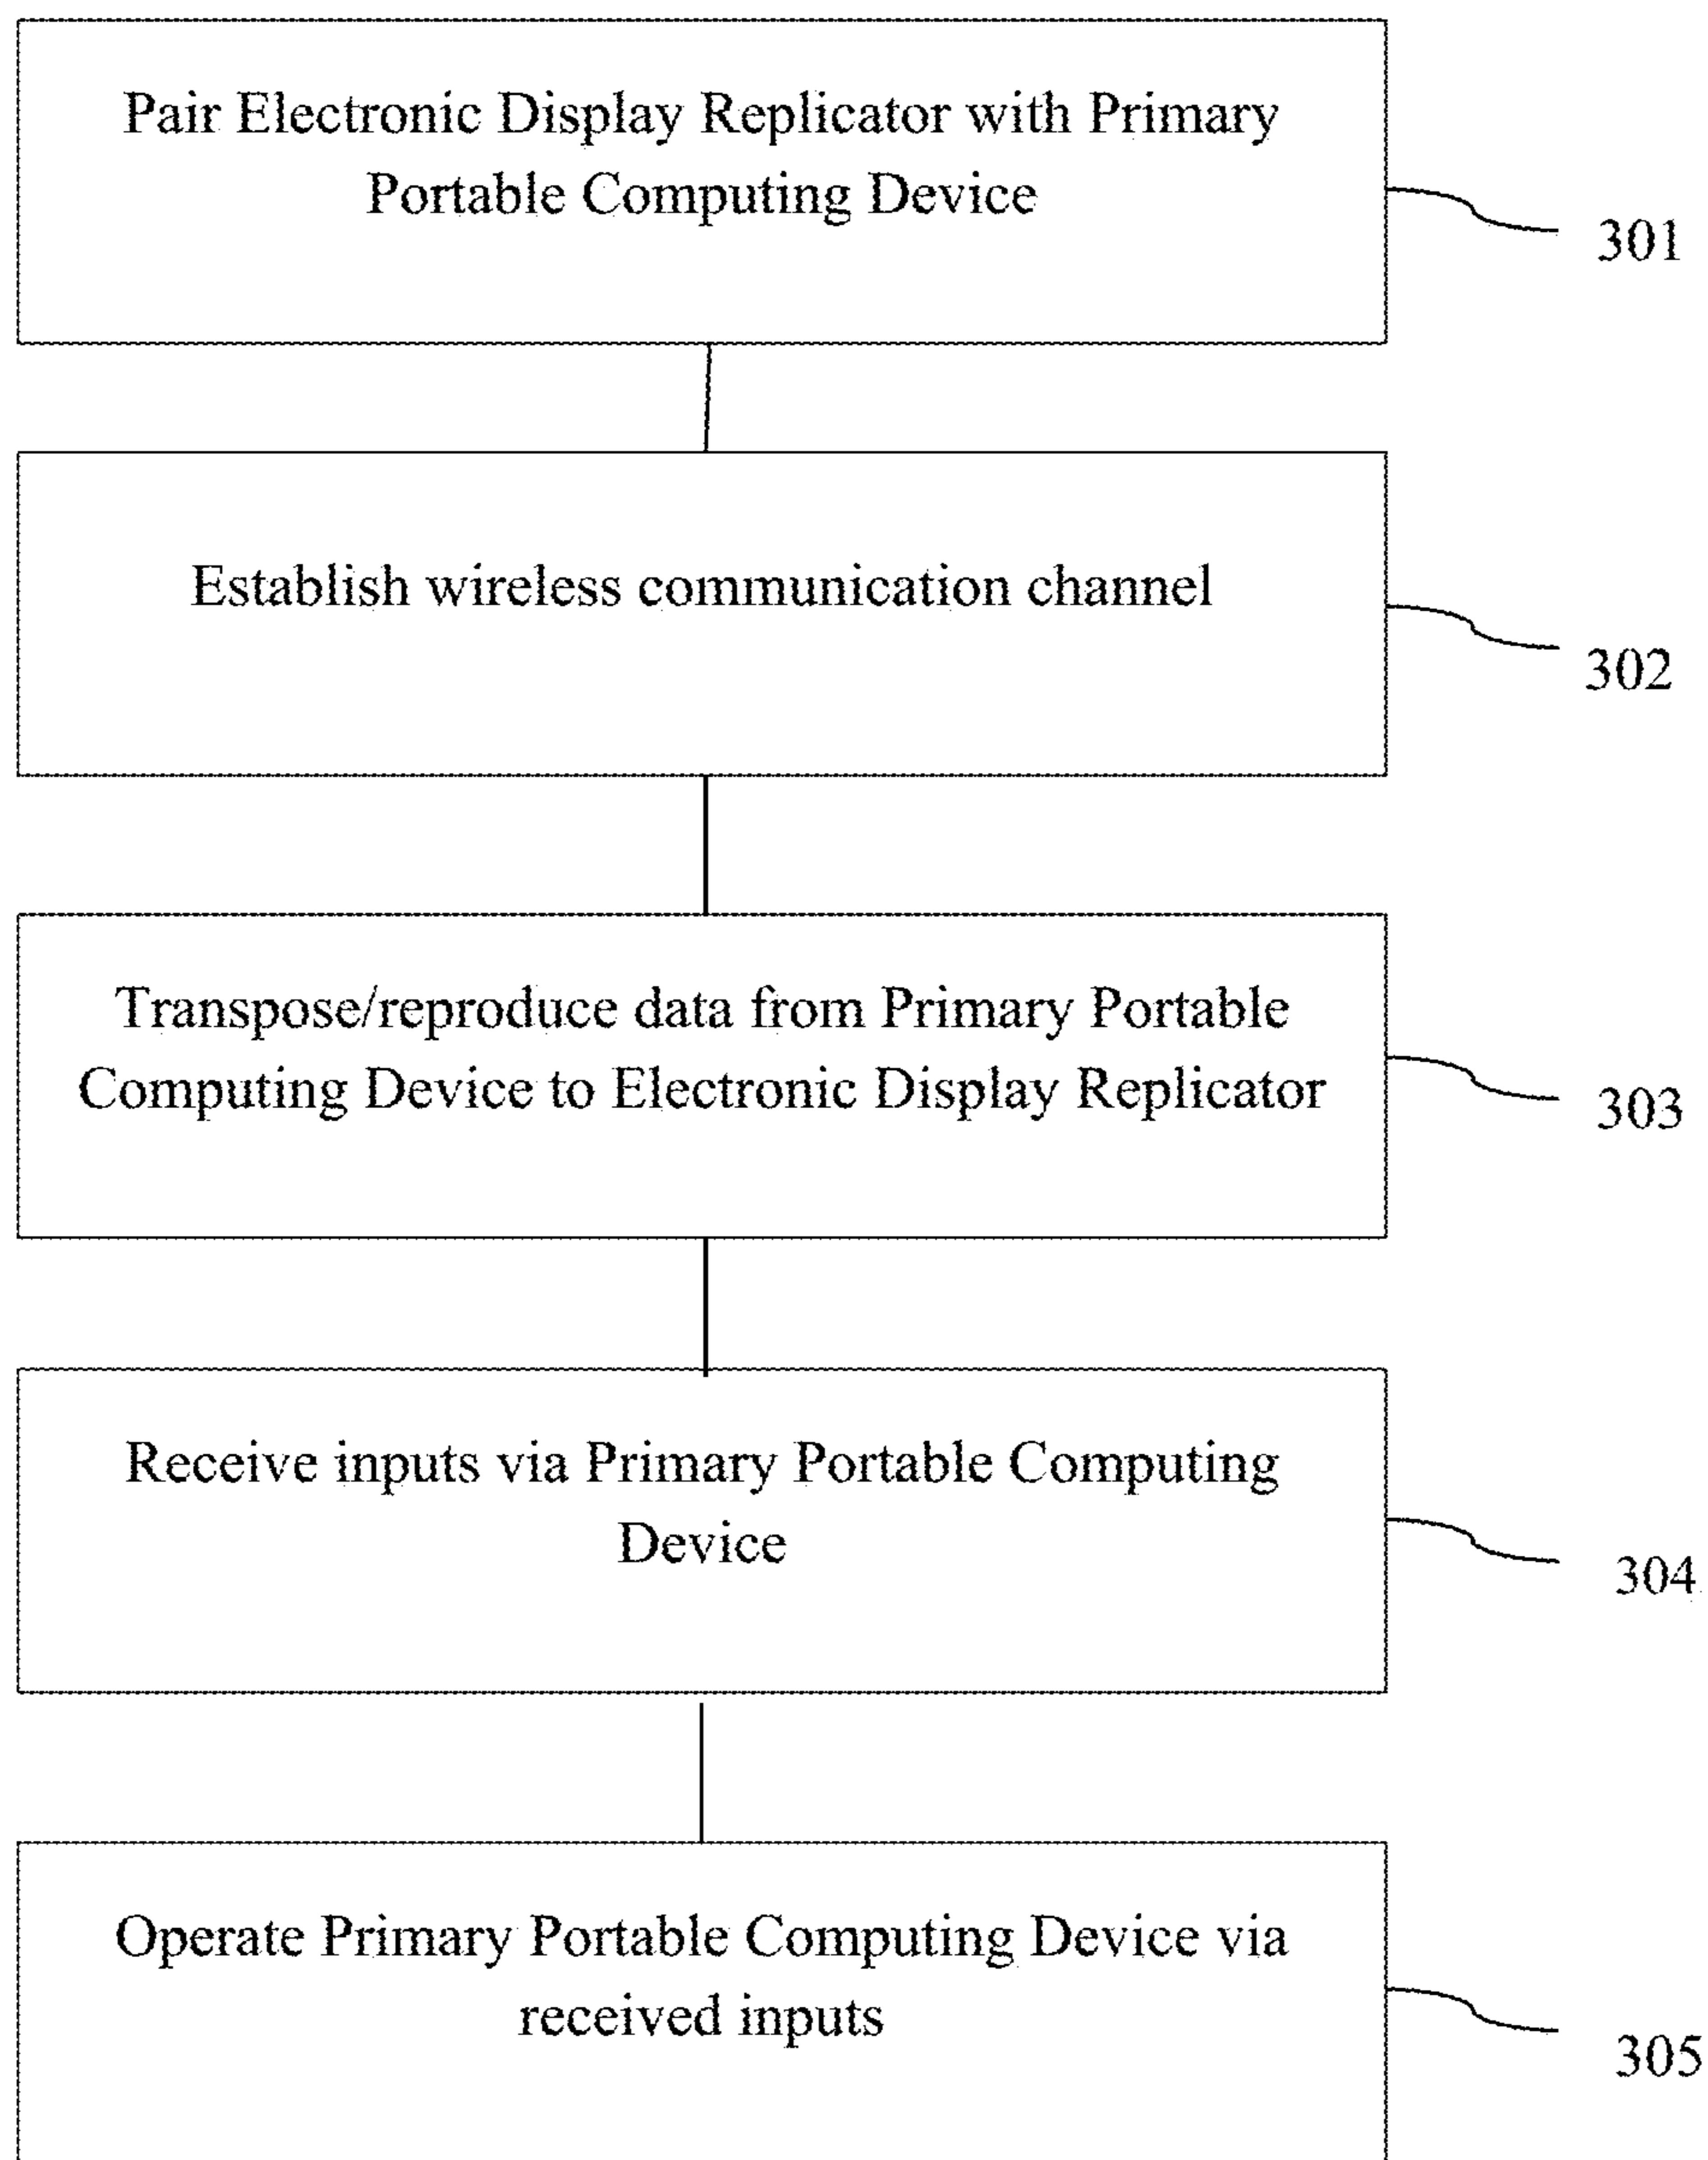 Pair Electronic Display Replicator with Primary
Portable Computing Device
301
Establish wireless communication channel
302
Transpose/reproduce data from Primary Portable
Computing Device to Electronic Display Replicator
303
Receive inputs via Primary Portable Computing
Device
304
Operate Primary Portable Computing Device via
received inputs
305